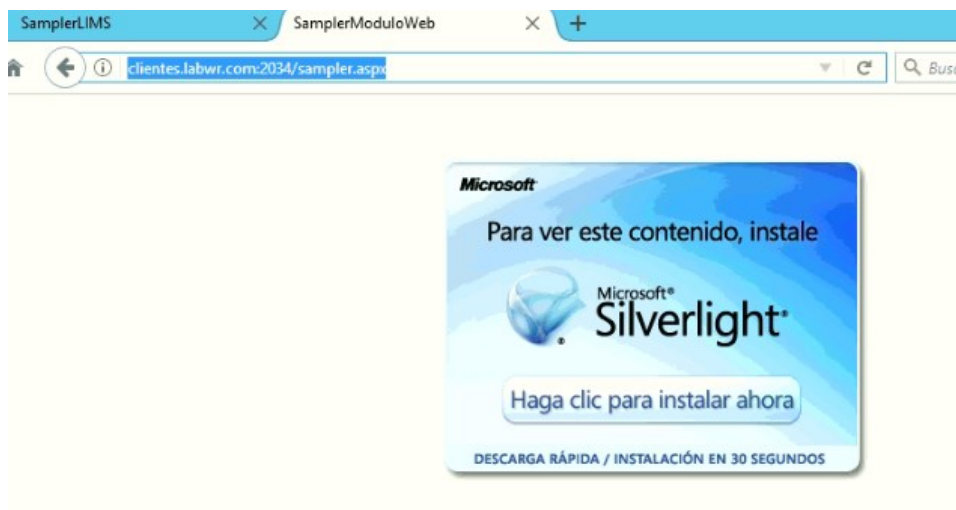 SamplerLIMS
SamplerModuloWeb
clientes.labwr.com:2034/sampler.aspx
Microsoft
Para ver este contenido, instale
Microsoft®
Silverlight®
Haga clic para instalar ahora
DESCARGA RÁPIDA / INSTALACIÓN EN 30 SEGUNDOS